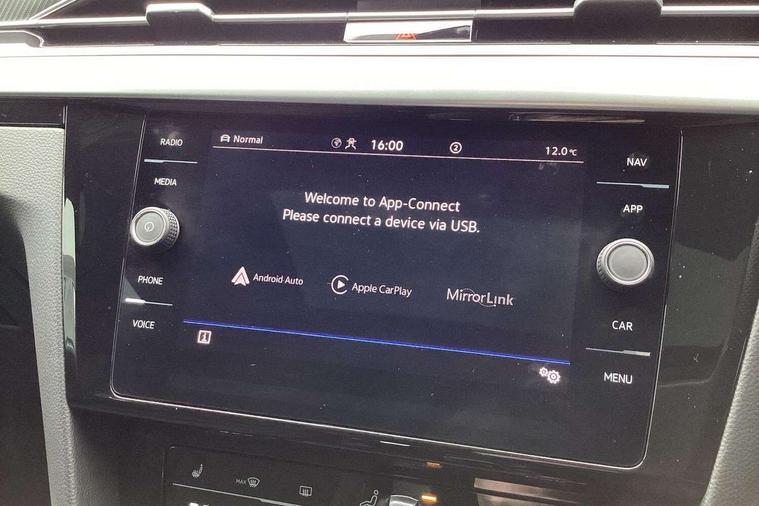 RADIO
MEDIA
PHONE
VOICE
Normal
16:00
2
12.0°C
Welcome to App-Connect
Please connect a device via USB.
Android Auto
Apple CarPlay
MirrorLink
NAV
APP
CAR
MENU
MAX